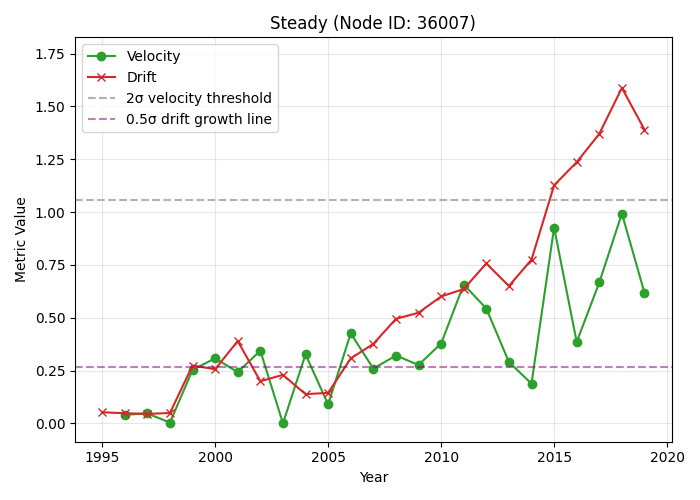 Steady (Node ID: 36007)
Velocity
Drift
2σ velocity threshold
0.5σ drift growth line
Metric Value
1.75
1.50
1.25
1.00
0.75
0.50
0.25
0.00
1995 2000 2005 2010 2015 2020
Year